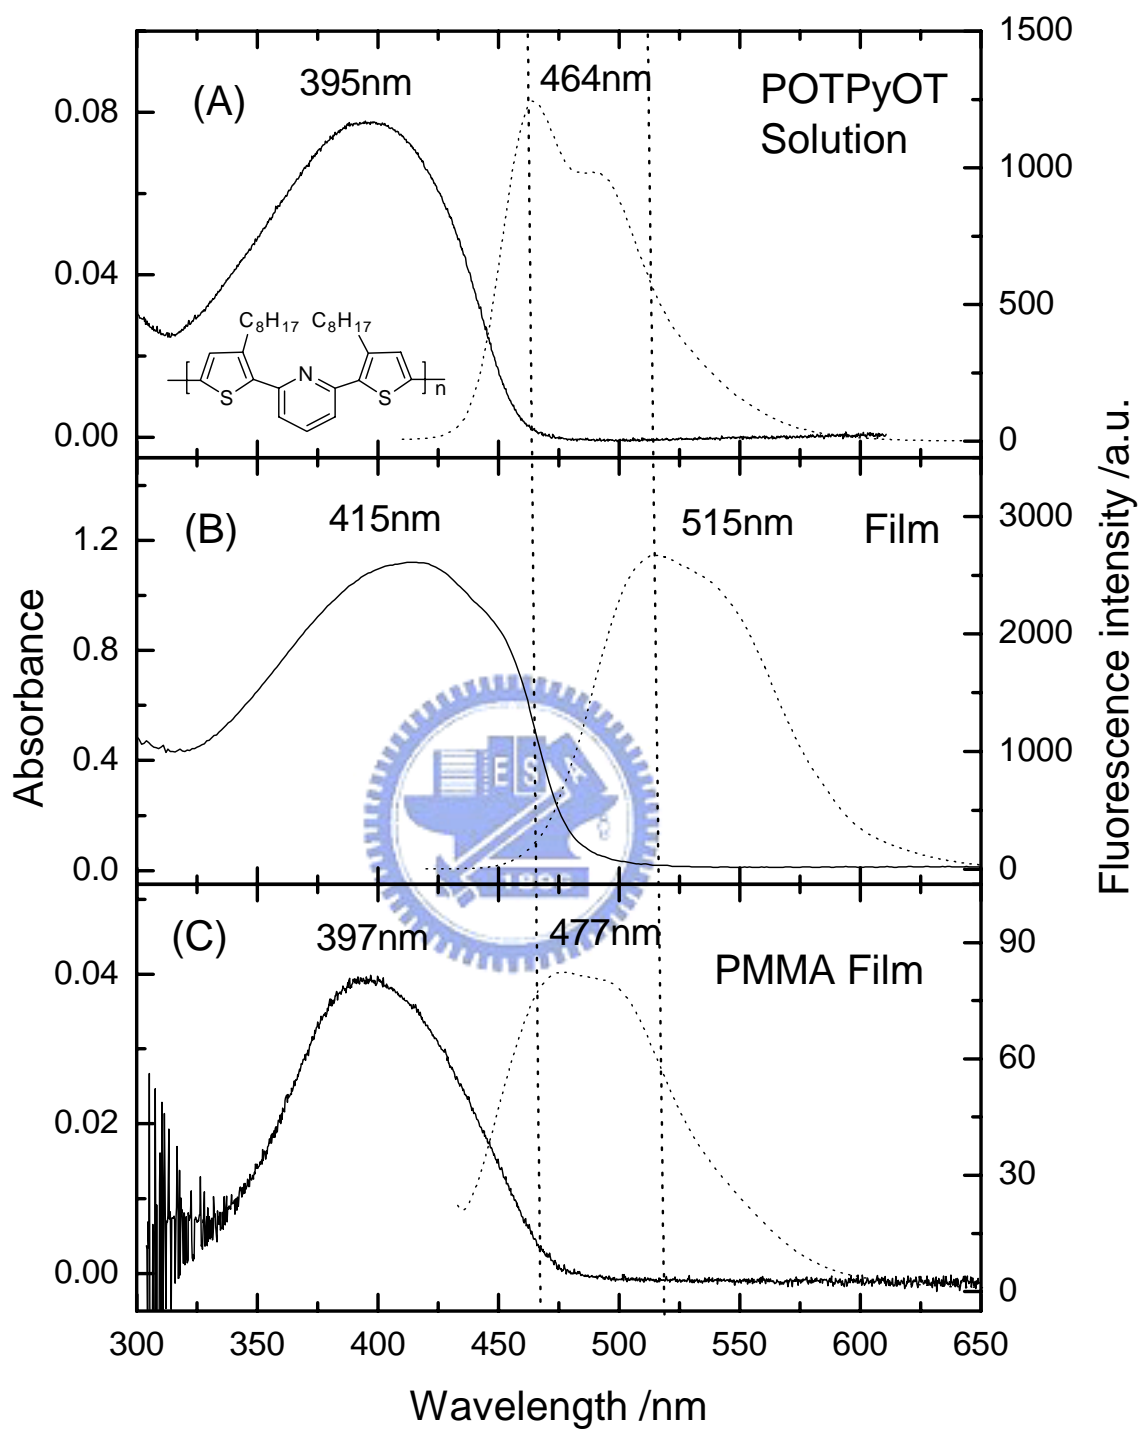 (A)
395nm
464nm
POTPyOT
Solution
1500
1000
500
0
0.08
0.04
0.00
C8H17 C8H17
N
S
S
n
(B)
415nm
515nm
Film
3000
2000
1000
0
1.2
0.8
0.4
0.0
E S A
1896
(C)
397nm
477nm
PMMA Film
90
60
30
0
0.04
0.02
0.00
Absorbance
Fluorescence intensity /a.u.
300 350 400 450 500 550 600 650
Wavelength /nm